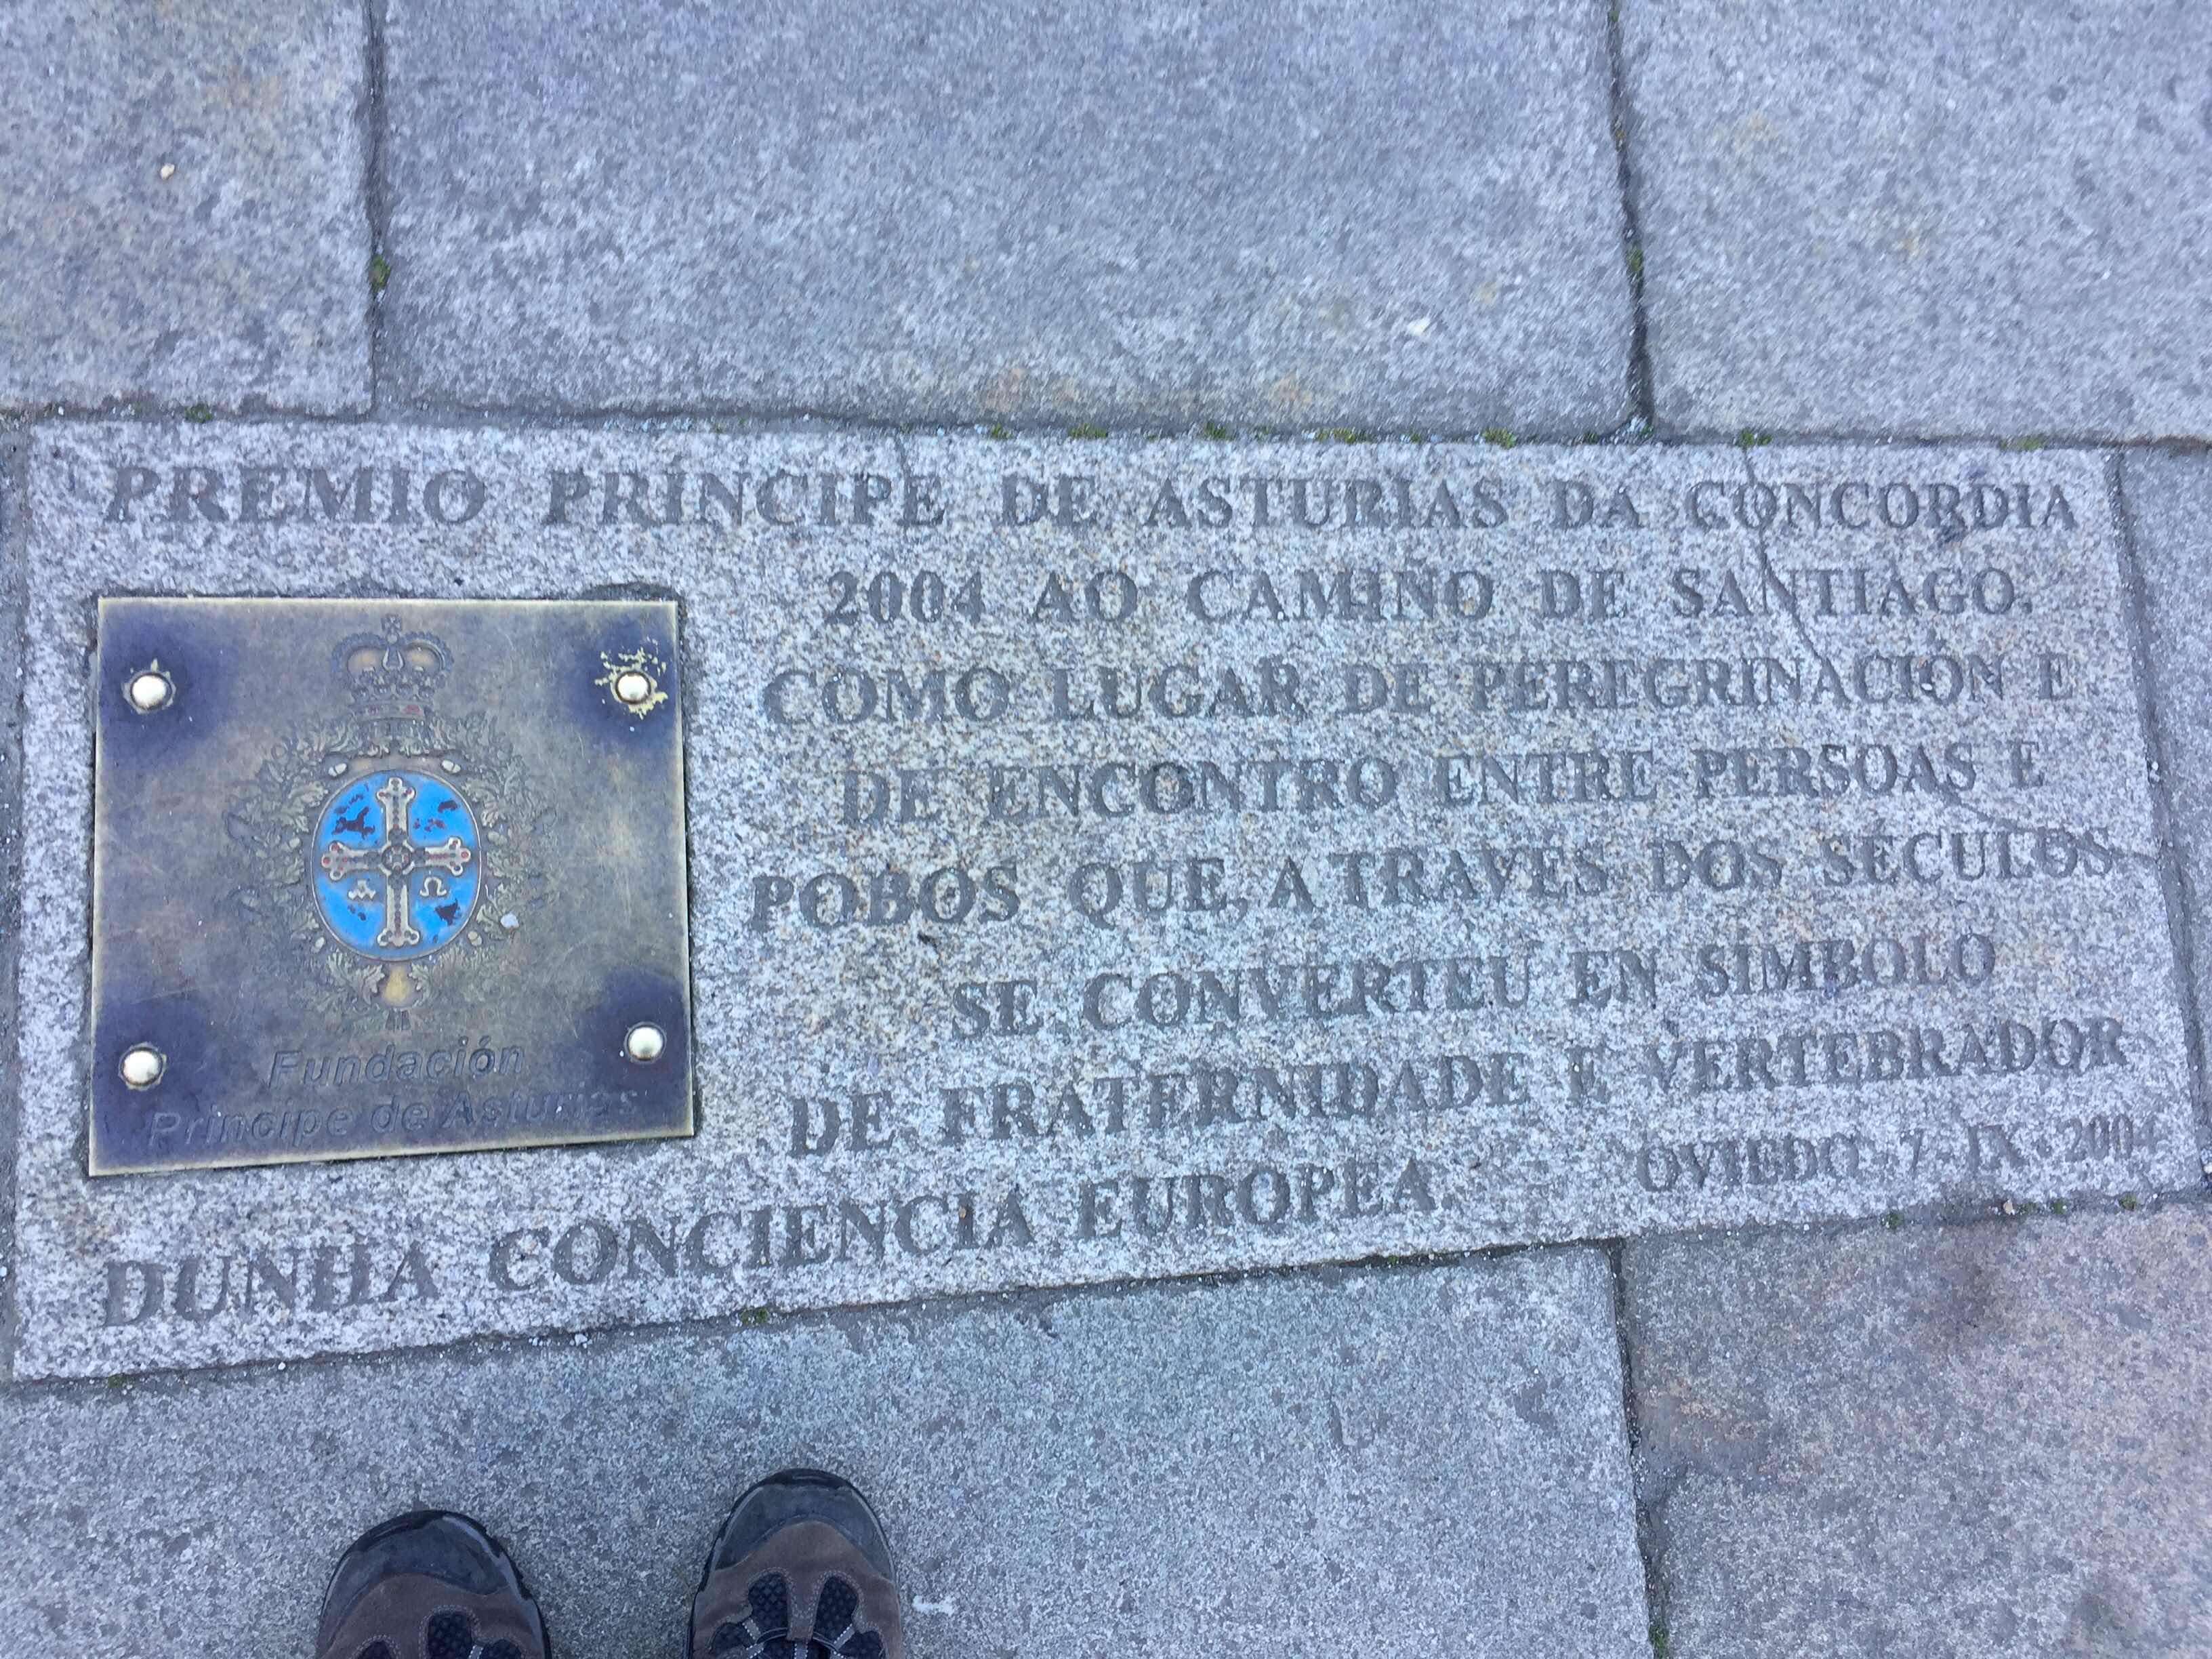 PREMIO PRÍNCIPE DE ASTURIAS DA CONCORDIA
2004 AO CAMIÑO DE SANTIAGO,
COMO LUGAR DE PEREGRINACIÓN E
DE ENCONTRO ENTRE PERSOAS E
POBOS QUE, A TRAVÉS DOS SÉCULOS
SE CONVERTEU EN SÍMBOLO
DE FRATERNIDADE E VERTEBRADOR
DUNHA CONCIENCIA EUROPEA.
OVIEDO, 7 - IX - 2004
Fundación
Príncipe de Asturias